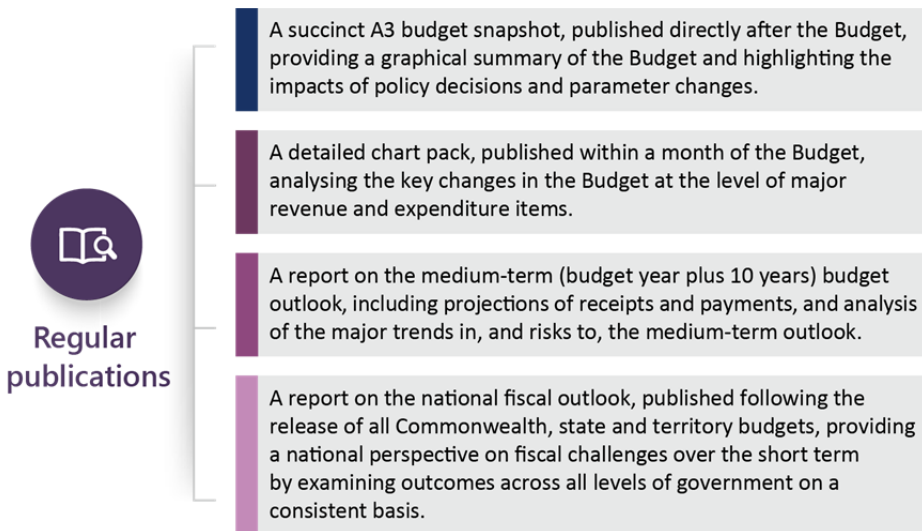 Regular
publications
A succinct A3 budget snapshot, published directly after the Budget,
providing a graphical summary of the Budget and highlighting the
impacts of policy decisions and parameter changes.
A detailed chart pack, published within a month of the Budget,
analysing the key changes in the Budget at the level of major
revenue and expenditure items.
A report on the medium-term (budget year plus 10 years) budget
outlook, including projections of receipts and payments, and analysis
of the major trends in, and risks to, the medium-term outlook.
A report on the national fiscal outlook, published following the
release of all Commonwealth, state and territory budgets, providing
a national perspective on fiscal challenges over the short term
by examining outcomes across all levels of government on a
consistent basis.